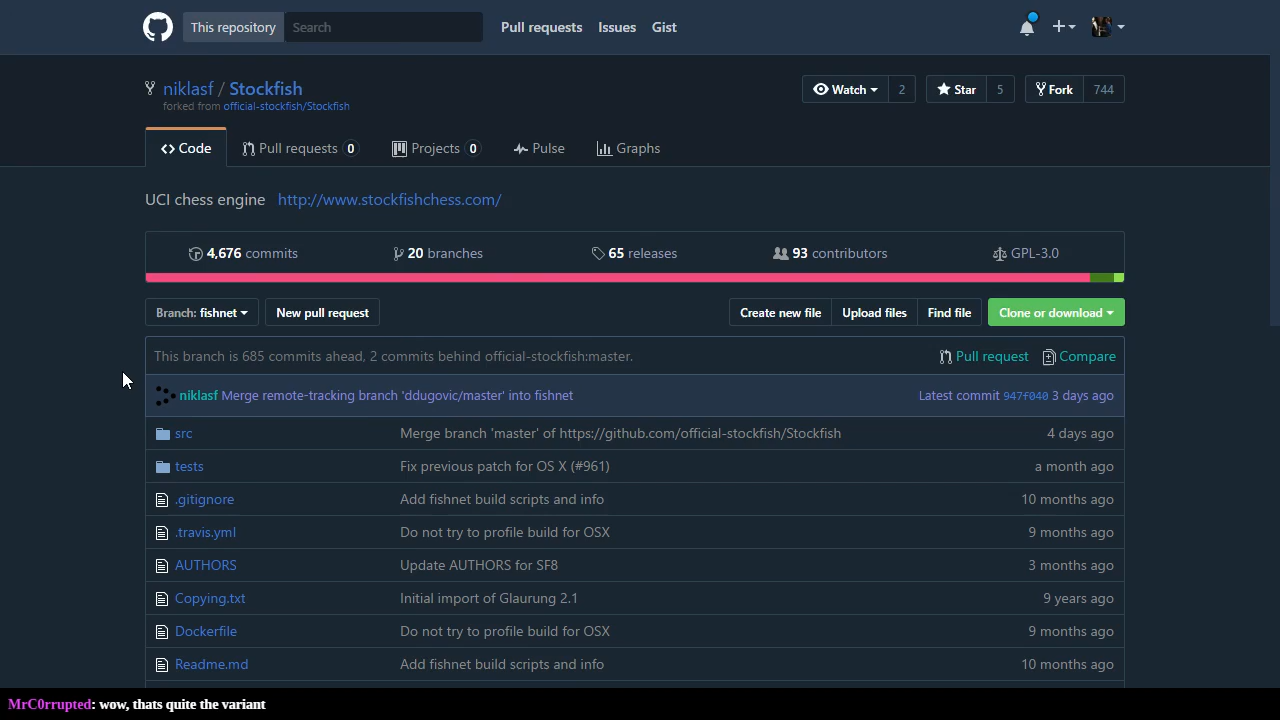 This repository Search Pull requests Issues Gist
niklasf / Stockfish Watch 2 Star 5 Fork 744
forked from official-stockfish/Stockfish
Code Pull requests 0 Projects 0 Pulse Graphs
UCI chess engine http://www.stockfishchess.com/
4,676 commits 20 branches 65 releases 93 contributors GPL-3.0
Branch: fishnet New pull request Create new file Upload files Find file Clone or download
This branch is 685 commits ahead, 2 commits behind official-stockfish:master. Pull request Compare
niklasf Merge remote-tracking branch 'ddugovic/master' into fishnet Latest commit 947f040 3 days ago
src Merge branch 'master' of https://github.com/official-stockfish/Stockfish 4 days ago
tests Fix previous patch for OS X (#961) a month ago
.gitignore Add fishnet build scripts and info 10 months ago
.travis.yml Do not try to profile build for OSX 9 months ago
AUTHORS Update AUTHORS for SF8 3 months ago
Copying.txt Initial import of Glaurung 2.1 9 years ago
Dockerfile Do not try to profile build for OSX 9 months ago
Readme.md Add fishnet build scripts and info 10 months ago
MrC0rrupted: wow, thats quite the variant